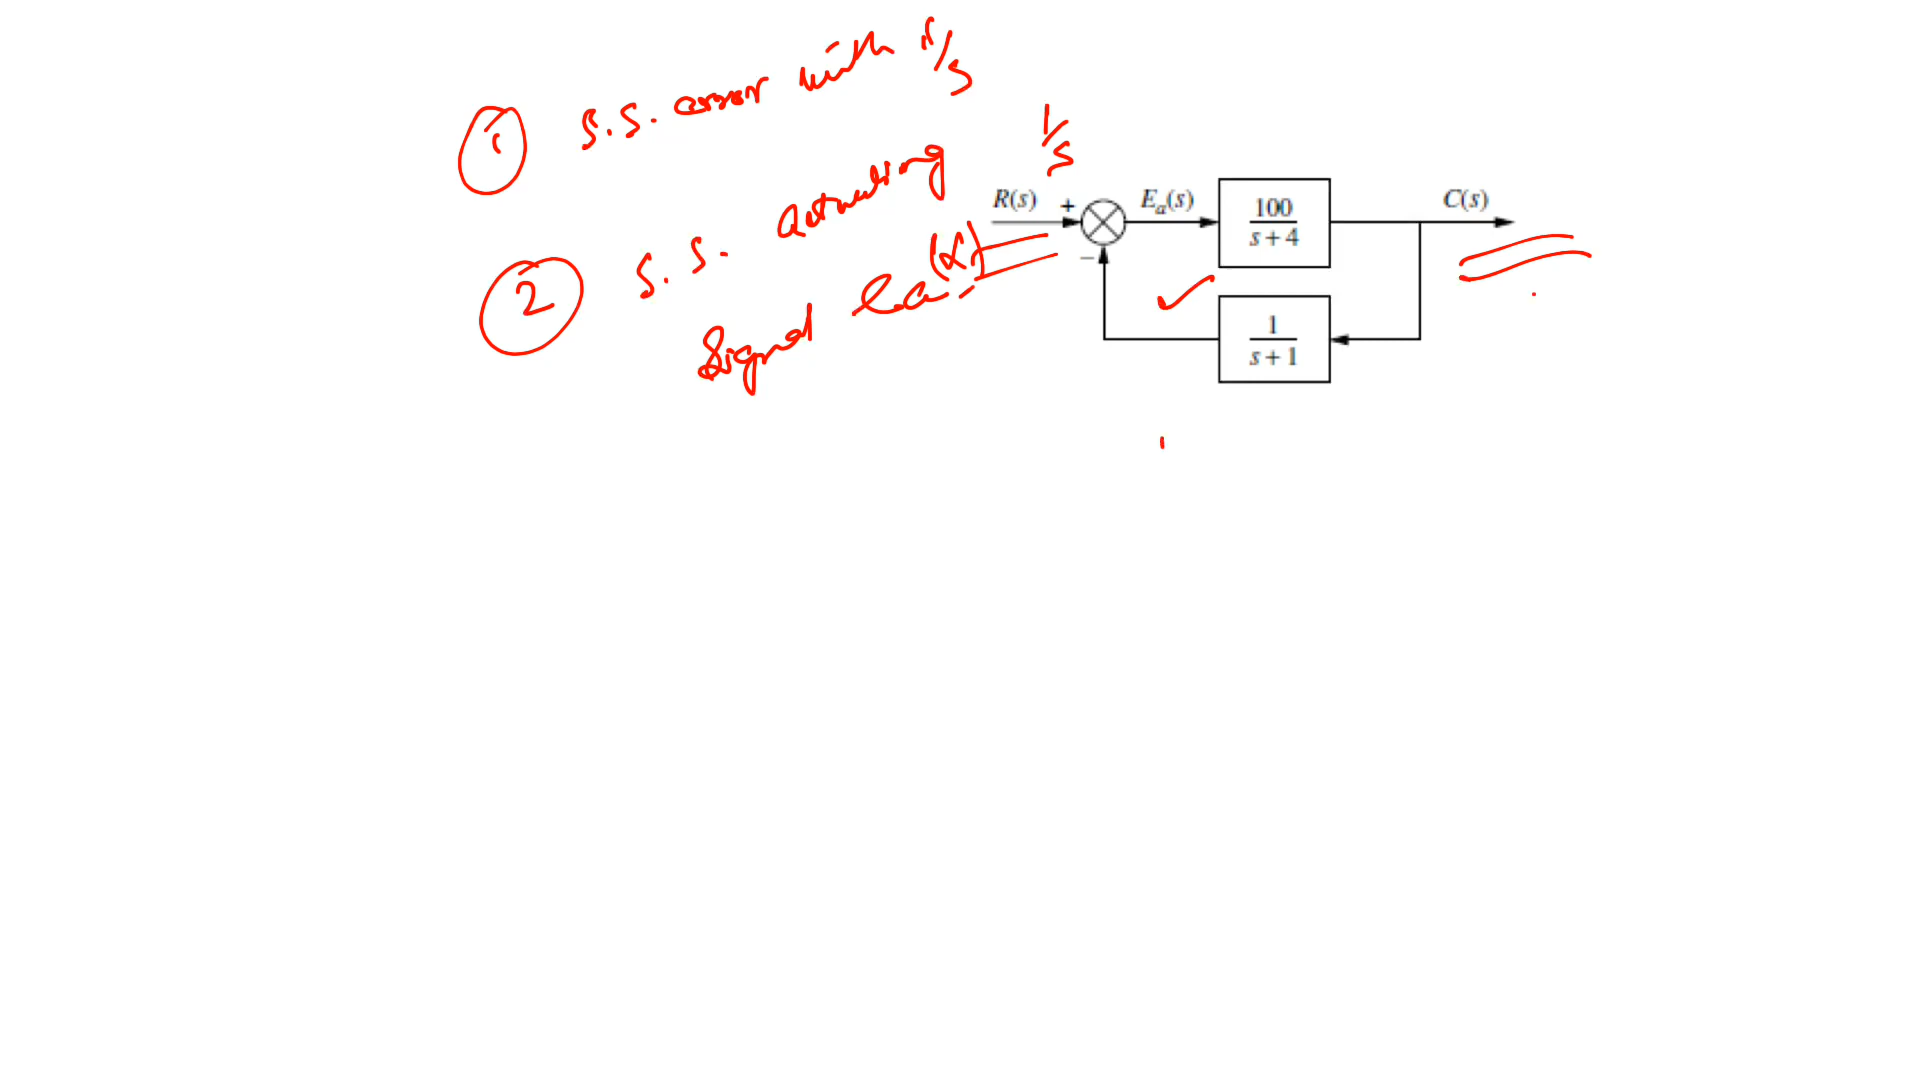 1 S.S. error with 1/s
2 S.S. actuating
signal ea(∞)
1/s
R(s) + Ea(s) 100 C(s)
s + 4
−
1
s + 1